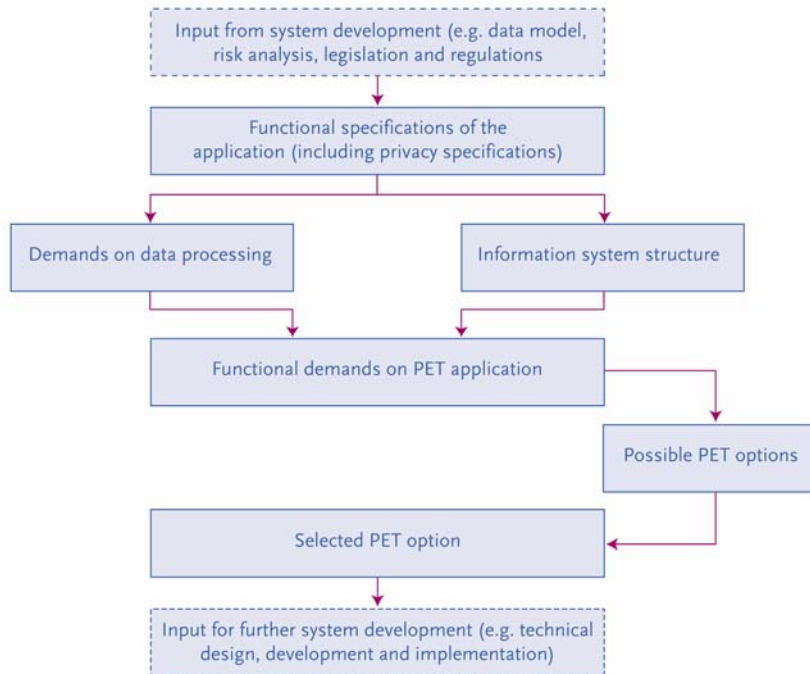 Input from system development (e.g. data model,
risk analysis, legislation and regulations
Functional specifications of the
application (including privacy specifications)
Demands on data processing
Information system structure
Functional demands on PET application
Possible PET options
Selected PET option
Input for further system development (e.g. technical
design, development and implementation)